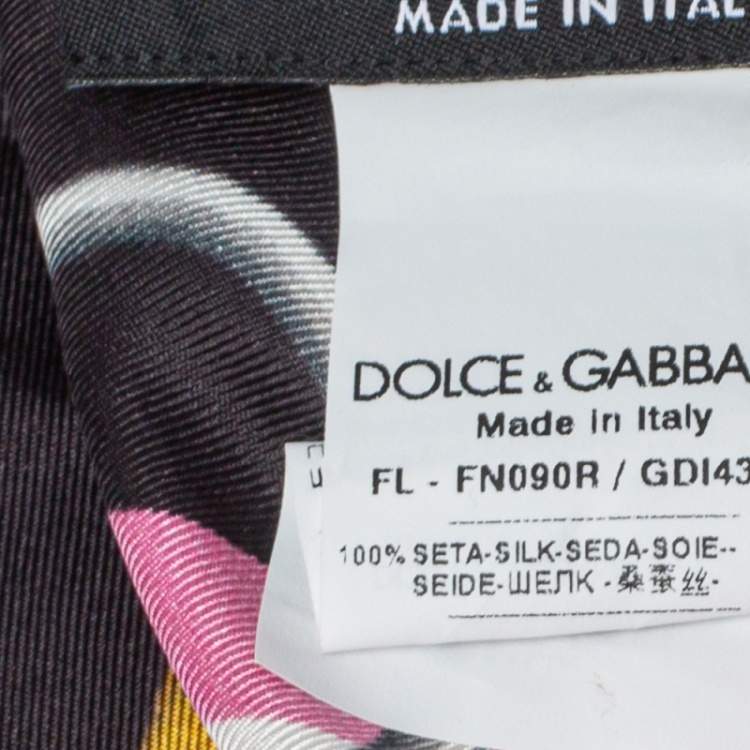 MADE IN ITAL
DOLCE & GABBA
Made in Italy
FL - FN090R / GDI43
100% SETA-SILK-SEDA-SOIE--
SEIDE-ШЕЛК -桑蚕丝-